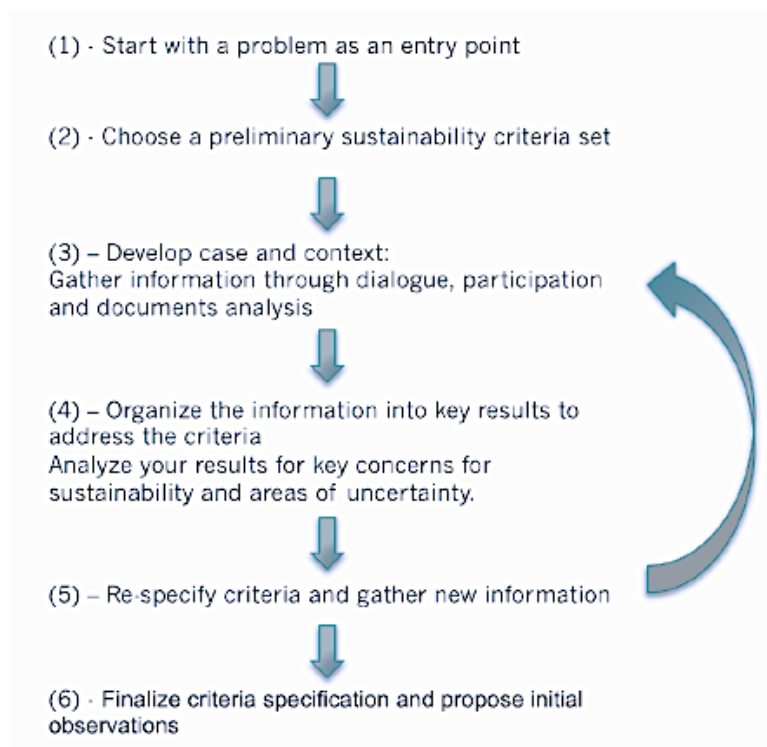 (1) - Start with a problem as an entry point
(2) - Choose a preliminary sustainability criteria set
(3) – Develop case and context:
Gather information through dialogue, participation
and documents analysis
(4) – Organize the information into key results to
address the criteria
Analyze your results for key concerns for
sustainability and areas of uncertainty.
(5) – Re-specify criteria and gather new information
(6) - Finalize criteria specification and propose initial
observations